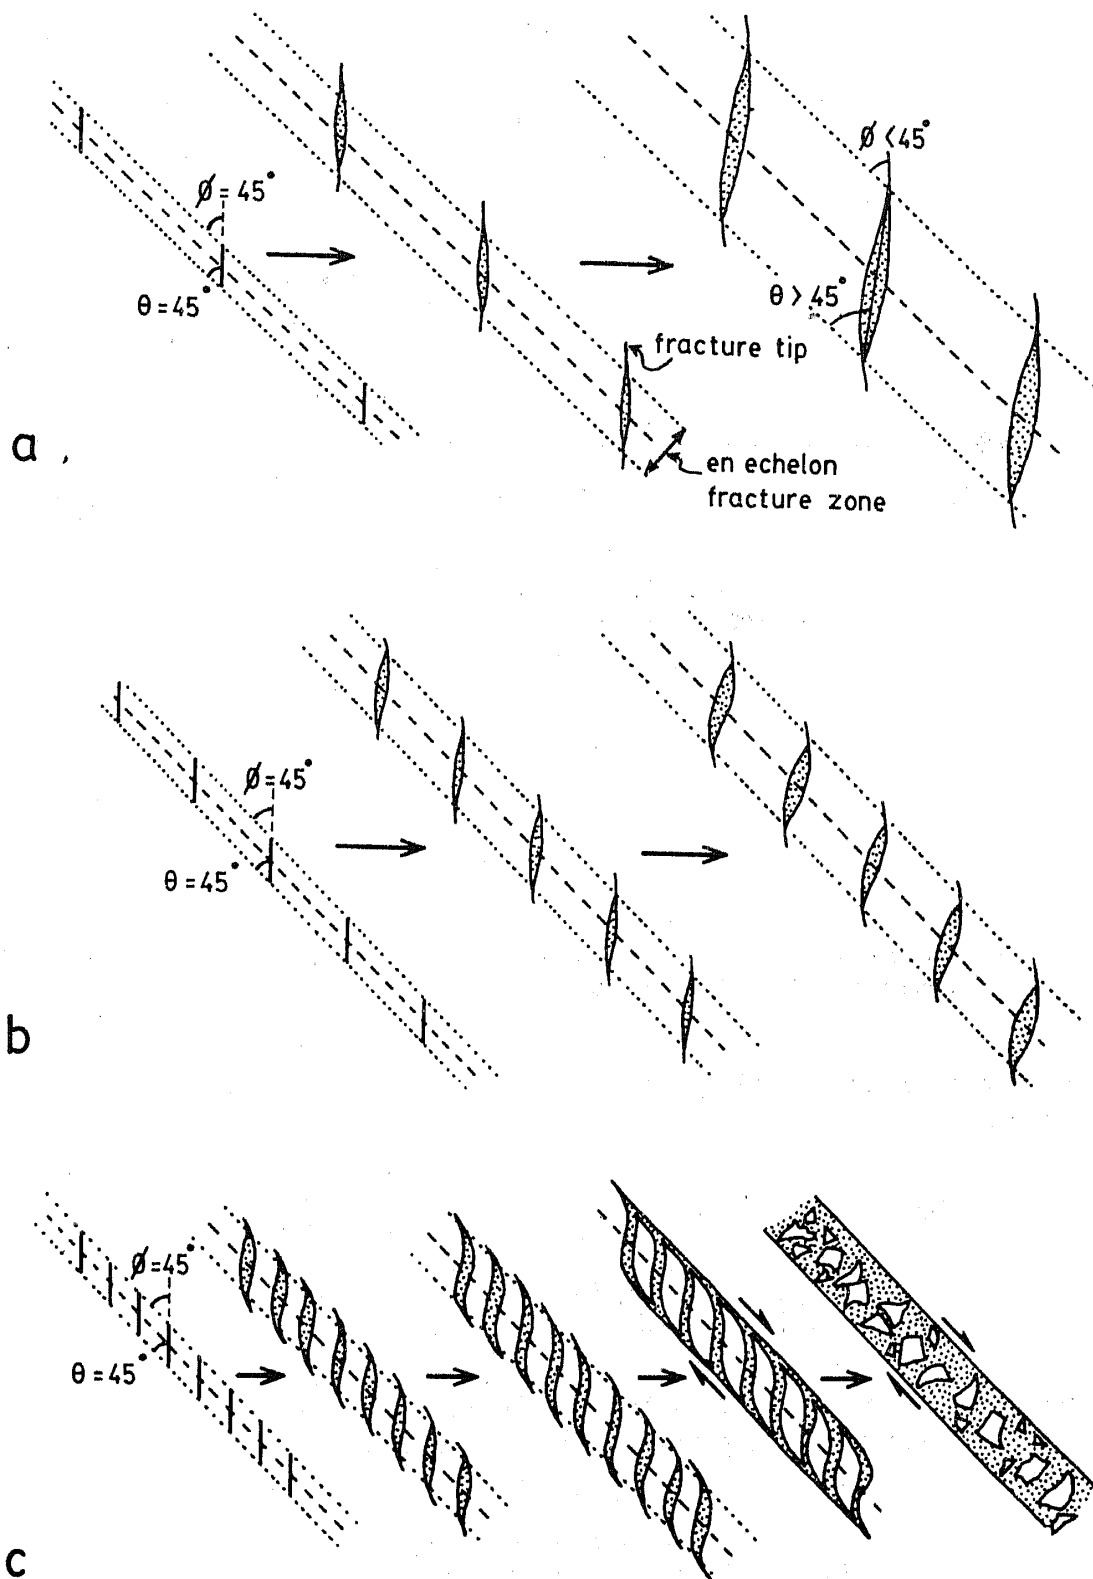 Ø = 45°
θ = 45°
Ø < 45°
θ > 45°
fracture tip
en echelon
fracture zone
a
Ø = 45°
θ = 45°
b
Ø = 45°
θ = 45°
c